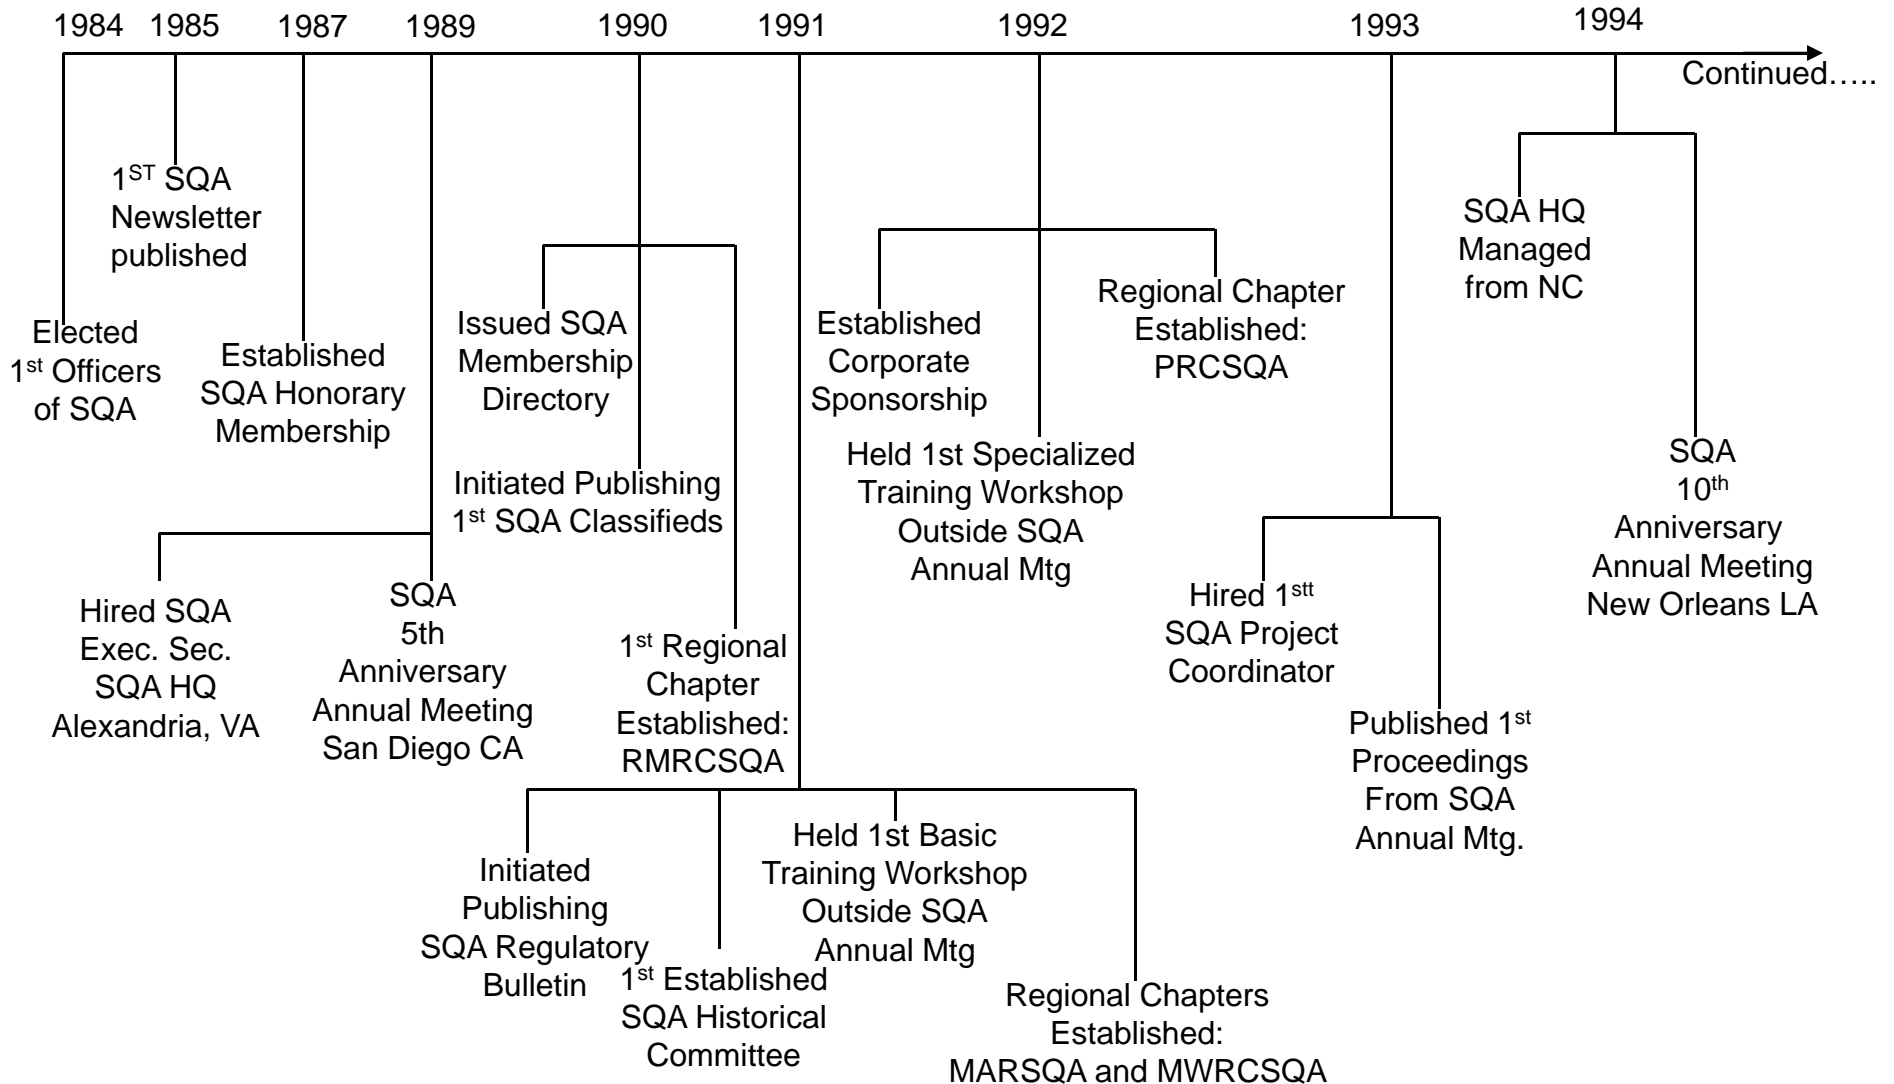 1984
1985
1987
1989
1990
1991
1992
1993
1994
Continued.....
Elected
1st Officers
of SQA
1ST SQA
Newsletter
published
Established
SQA Honorary
Membership
Hired SQA
Exec. Sec.
SQA HQ
Alexandria, VA
SQA
5th
Anniversary
Annual Meeting
San Diego CA
Issued SQA
Membership
Directory
Initiated Publishing
1st SQA Classifieds
1st Regional
Chapter
Established:
RMRCSQA
Initiated
Publishing
SQA Regulatory
Bulletin
1st Established
SQA Historical
Committee
Held 1st Basic
Training Workshop
Outside SQA
Annual Mtg
Regional Chapters
Established:
MARSQA and MWRCSQA
Established
Corporate
Sponsorship
Held 1st Specialized
Training Workshop
Outside SQA
Annual Mtg
Regional Chapter
Established:
PRCSQA
Hired 1stt
SQA Project
Coordinator
Published 1st
Proceedings
From SQA
Annual Mtg.
SQA HQ
Managed
from NC
SQA
10th
Anniversary
Annual Meeting
New Orleans LA